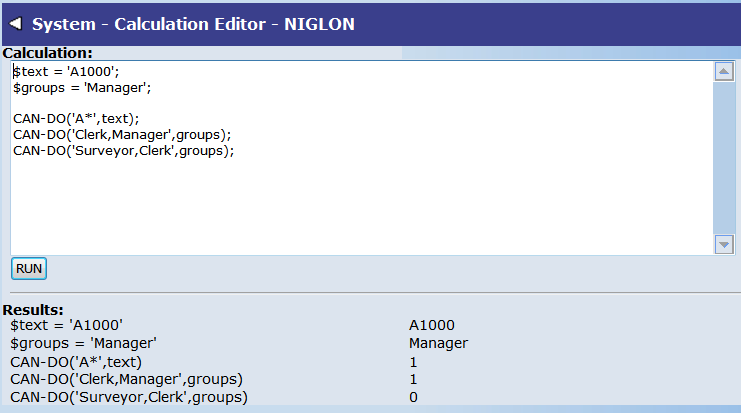 System - Calculation Editor - NIGLON
Calculation:
$text = 'A1000';
$groups = 'Manager';
CAN-DO('A*',text);
CAN-DO('Clerk,Manager',groups);
CAN-DO('Surveyor,Clerk',groups);
RUN
Results:
$text = 'A1000' A1000
$groups = 'Manager' Manager
CAN-DO('A*',text) 1
CAN-DO('Clerk,Manager',groups) 1
CAN-DO('Surveyor,Clerk',groups) 0